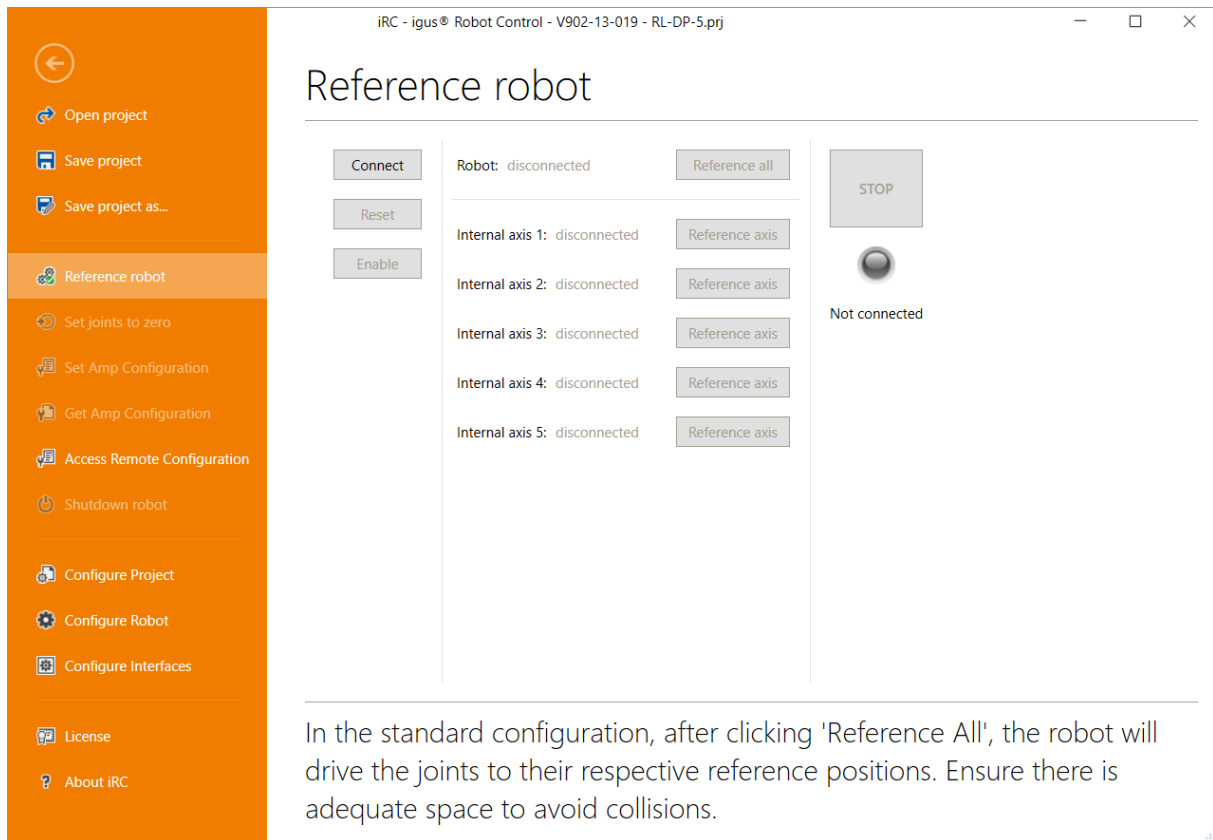 iRC - igus® Robot Control - V902-13-019 - RL-DP-5.prj
Open project
Save project
Save project as...
Reference robot
Set joints to zero
Set Amp Configuration
Get Amp Configuration
Access Remote Configuration
Shutdown robot
Configure Project
Configure Robot
Configure Interfaces
License
About iRC
Reference robot
Connect
Reset
Enable
Robot: disconnected Reference all
Internal axis 1: disconnected Reference axis
Internal axis 2: disconnected Reference axis
Internal axis 3: disconnected Reference axis
Internal axis 4: disconnected Reference axis
Internal axis 5: disconnected Reference axis
STOP
Not connected
In the standard configuration, after clicking 'Reference All', the robot will
drive the joints to their respective reference positions. Ensure there is
adequate space to avoid collisions.